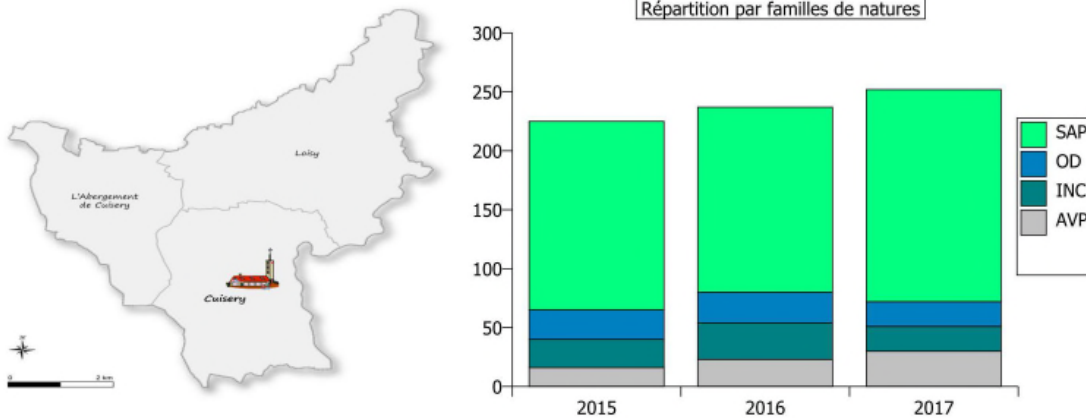 Loisy
L'Abergement
de Cuisery
Cuisery
N
0 2 km
Répartition par familles de natures
300
250
200
150
100
50
0
2015 2016 2017
SAP
OD
INC
AVP